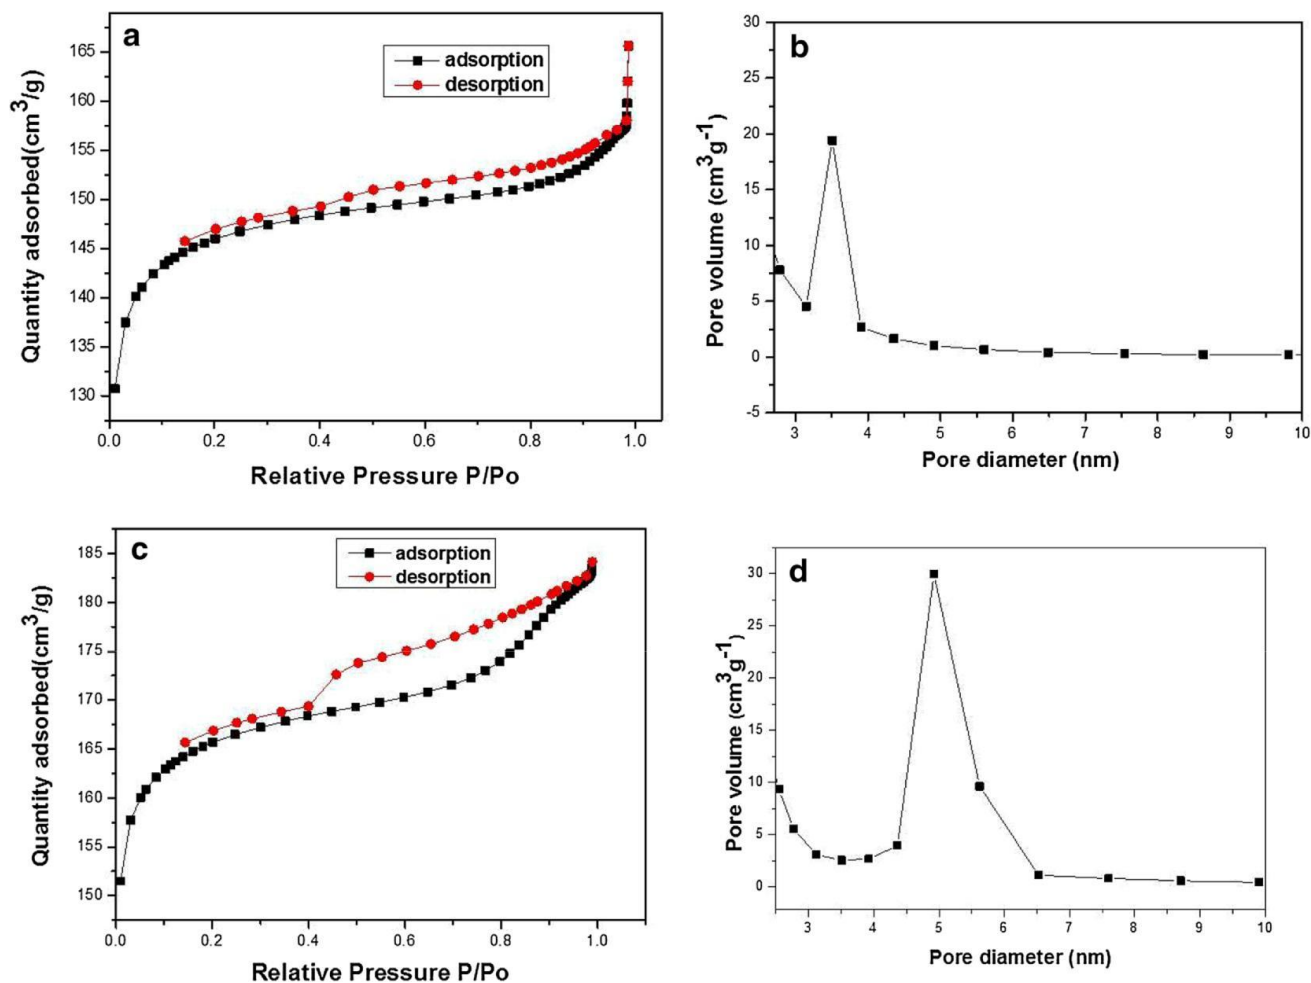 a
adsorption
desorption
Quantity adsorbed(cm³/g)
165
160
155
150
145
140
135
130
0.0 0.2 0.4 0.6 0.8 1.0
Relative Pressure P/Po
b
Pore volume (cm³g⁻¹)
30
25
20
15
10
5
0
-5
3 4 5 6 7 8 9 10
Pore diameter (nm)
c
adsorption
desorption
Quantity adsorbed(cm³/g)
185
180
175
170
165
160
155
150
0.0 0.2 0.4 0.6 0.8 1.0
Relative Pressure P/Po
d
Pore volume (cm³g⁻¹)
30
25
20
15
10
5
0
3 4 5 6 7 8 9 10
Pore diameter (nm)